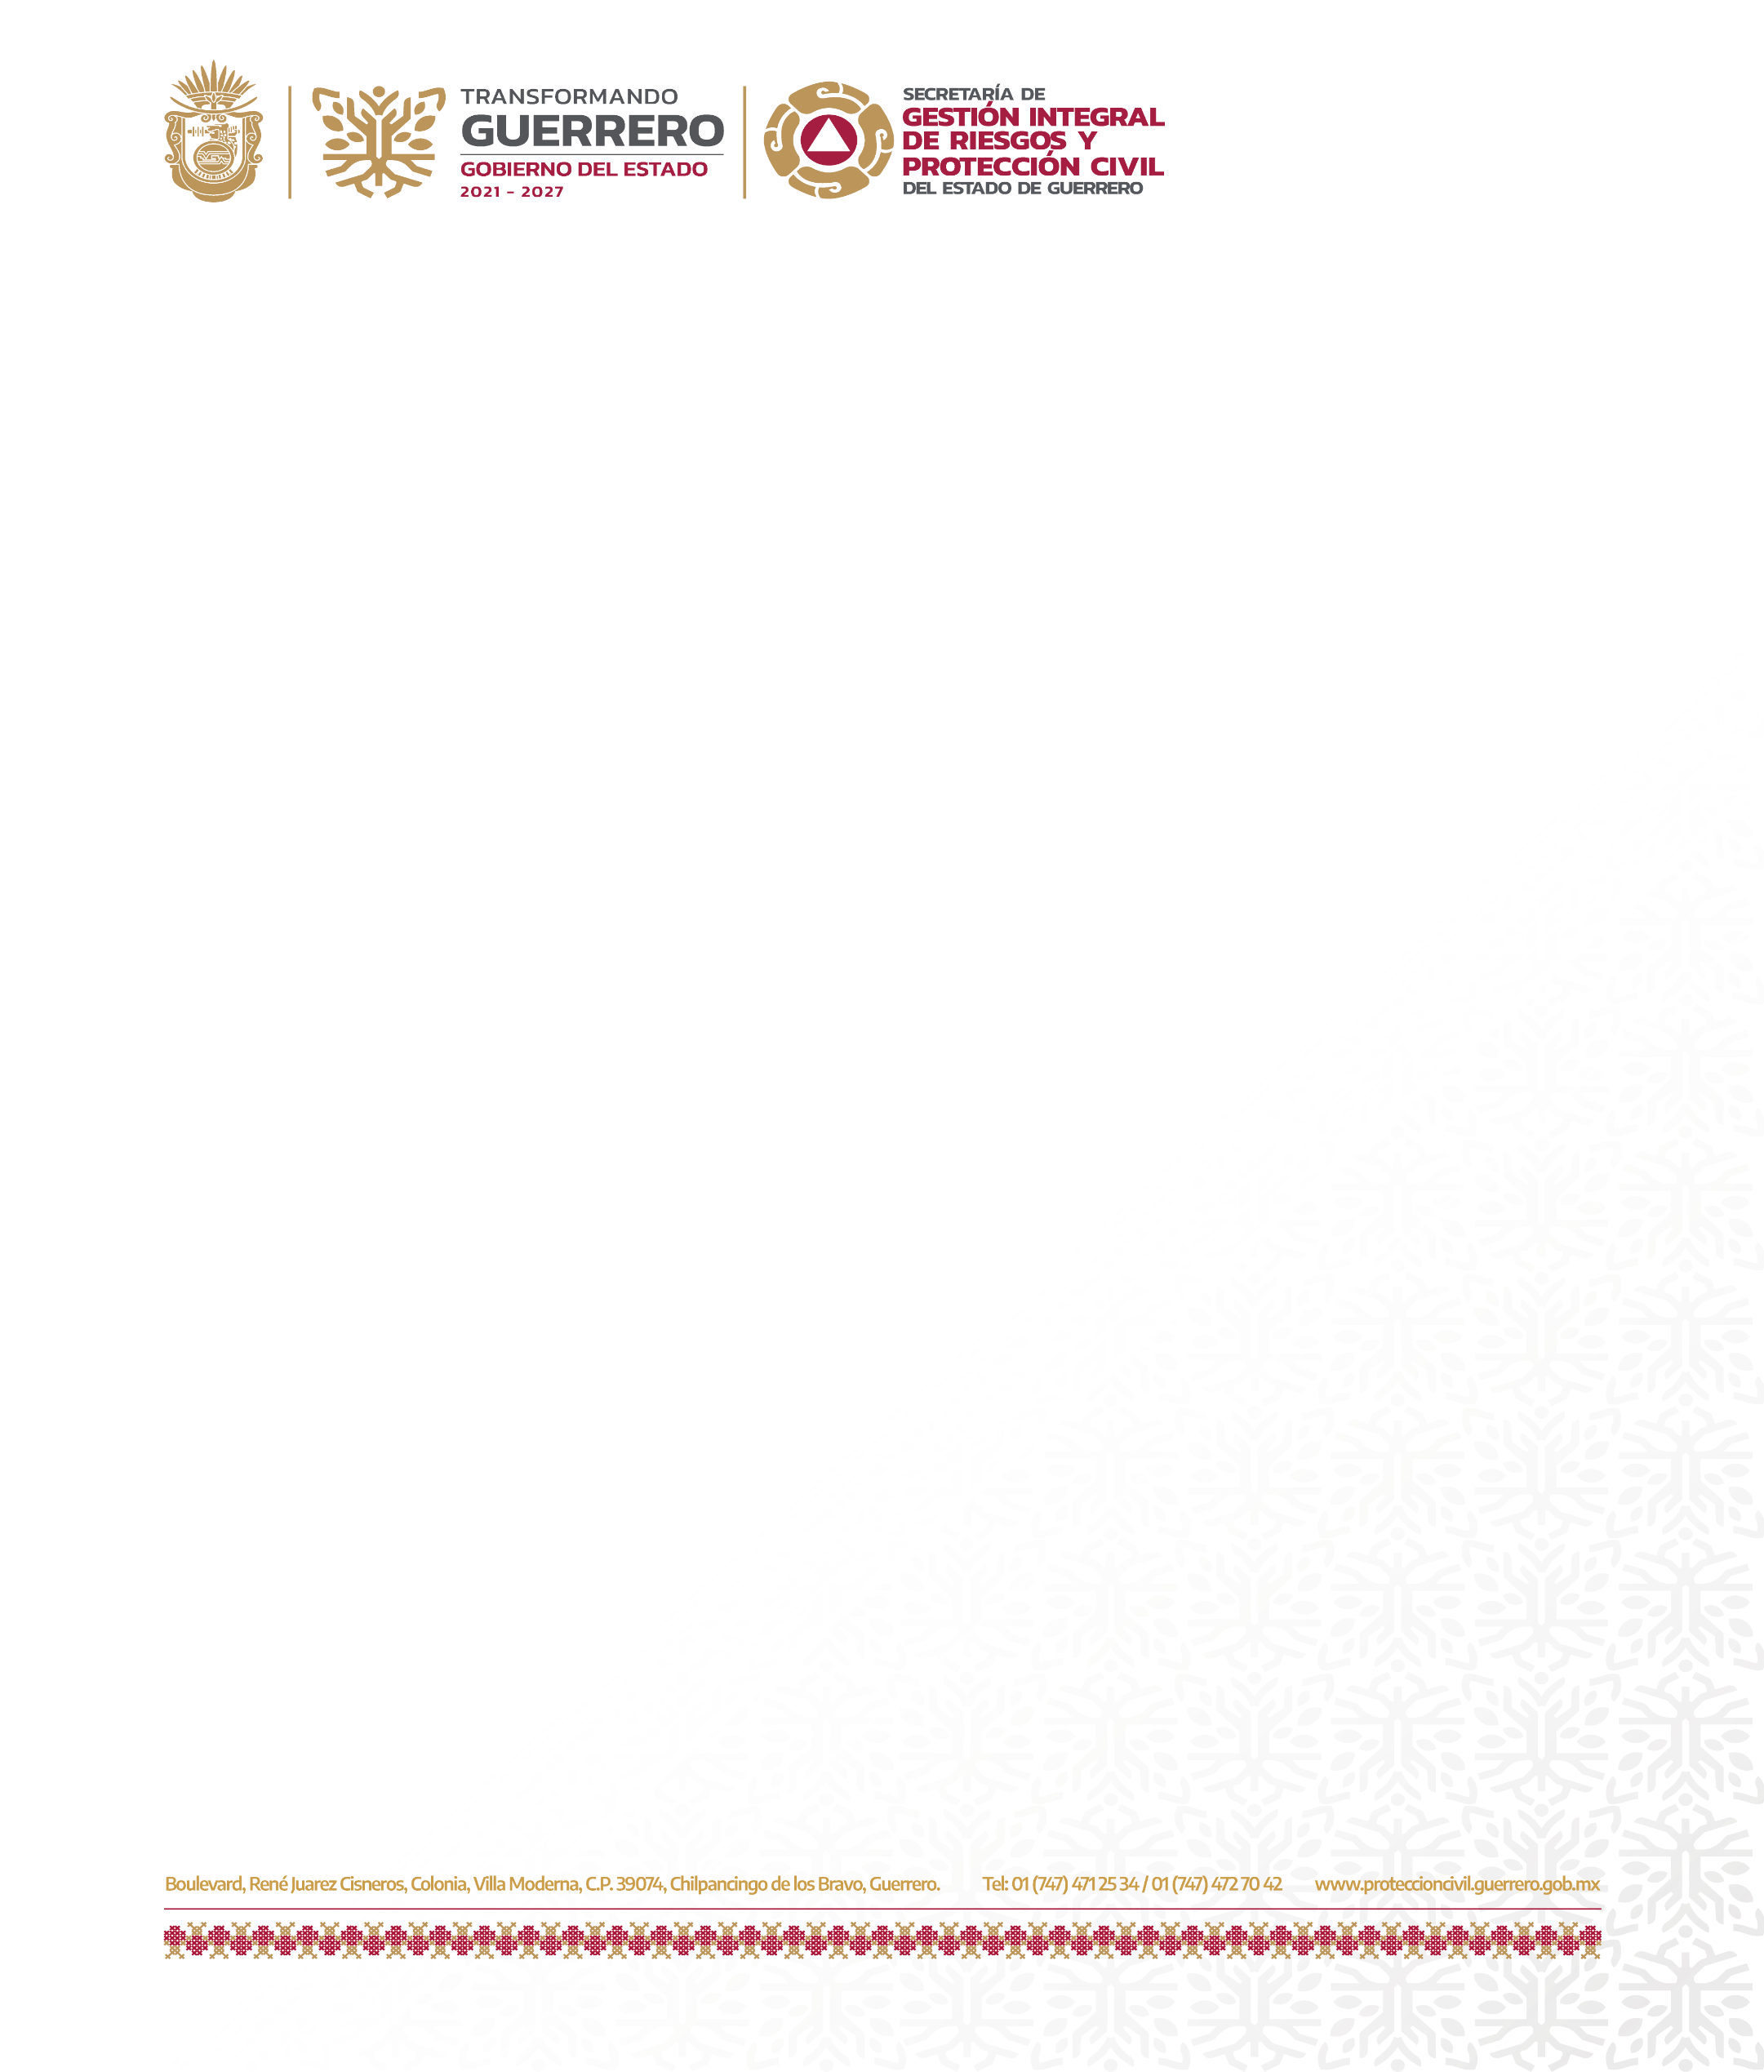 TRANSFORMANDO
GUERRERO
GOBIERNO DEL ESTADO
2021 - 2027
SECRETARÍA DE
GESTIÓN INTEGRAL
DE RIESGOS Y
PROTECCIÓN CIVIL
DEL ESTADO DE GUERRERO
Boulevard, René Juarez Cisneros, Colonia, Villa Moderna, C.P. 39074, Chilpancingo de los Bravo, Guerrero. Tel: 01 (747) 471 25 34 / 01 (747) 472 70 42 www.proteccioncivil.guerrero.gob.mx